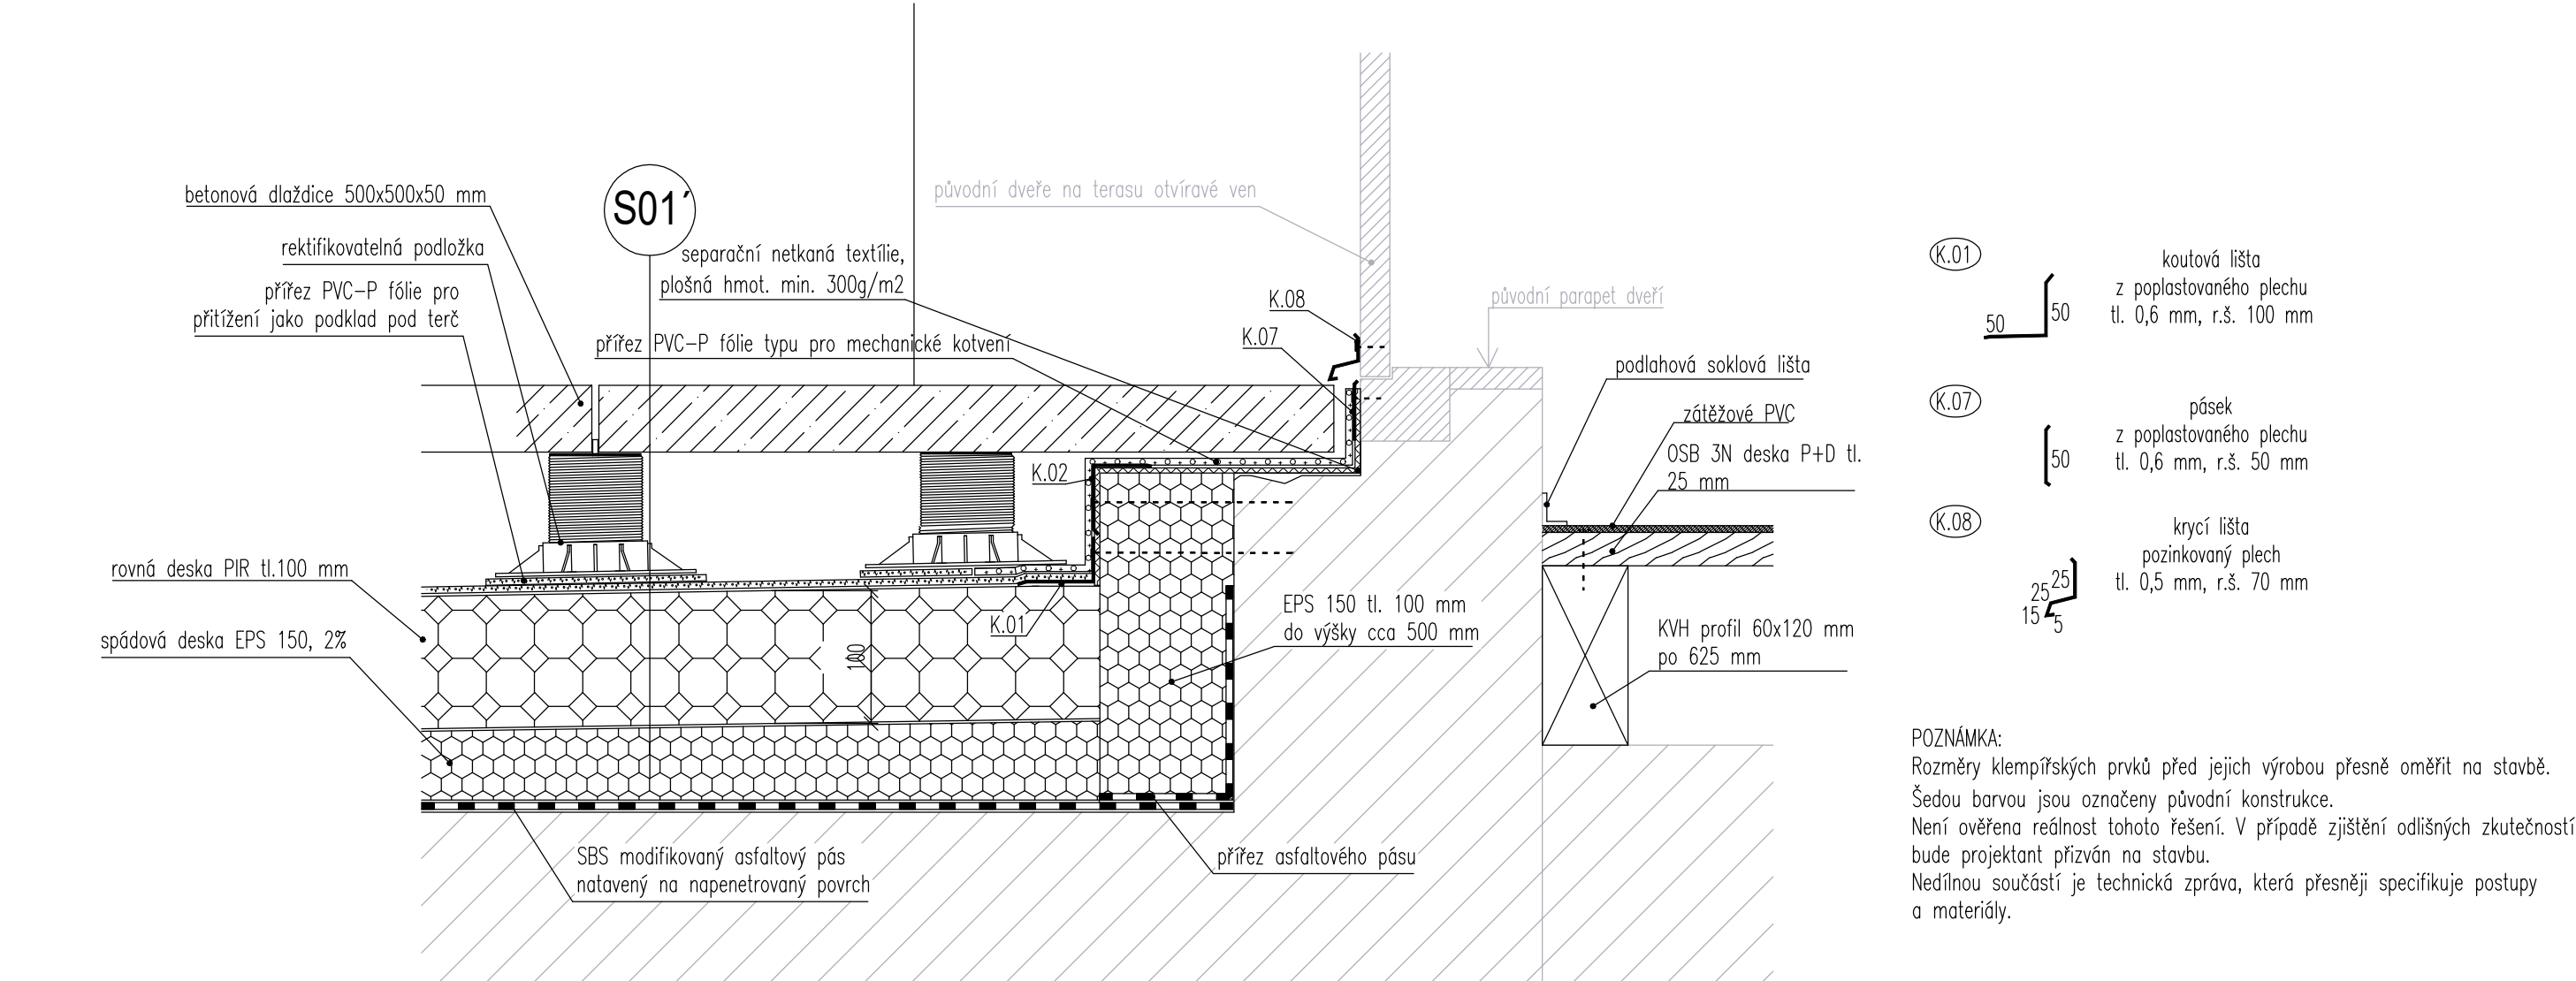 betonová dlaždice 500x500x50 mm
rektifikovatelná podložka
přířez PVC-P fólie pro
přitížení jako podklad pod terč
rovná deska PIR tl.100 mm
spádová deska EPS 150, 2%
S01´
separační netkaná textílie,
plošná hmot. min. 300g/m2
přířez PVC-P fólie typu pro mechanické kotvení
původní dveře na terasu otvíravé ven
K.08
K.07
původní parapet dveří
K.02
K.01
100
podlahová soklová lišta
zátěžové PVC
OSB 3N deska P+D tl.
25 mm
EPS 150 tl. 100 mm
do výšky cca 500 mm
KVH profil 60x120 mm
po 625 mm
SBS modifikovaný asfaltový pás
natavený na napenetrovaný povrch
přířez asfaltového pásu
K.01
50
50
koutová lišta
z poplastovaného plechu
tl. 0,6 mm, r.š. 100 mm
K.07
50
pásek
z poplastovaného plechu
tl. 0,6 mm, r.š. 50 mm
K.08
25
25
15
5
krycí lišta
pozinkovaný plech
tl. 0,5 mm, r.š. 70 mm
POZNÁMKA:
Rozměry klempířských prvků před jejich výrobou přesně oměřit na stavbě.
Šedou barvou jsou označeny původní konstrukce.
Není ověřena reálnost tohoto řešení. V případě zjištění odlišných zkutečností
bude projektant přizván na stavbu.
Nedílnou součástí je technická zpráva, která přesněji specifikuje postupy
a materiály.